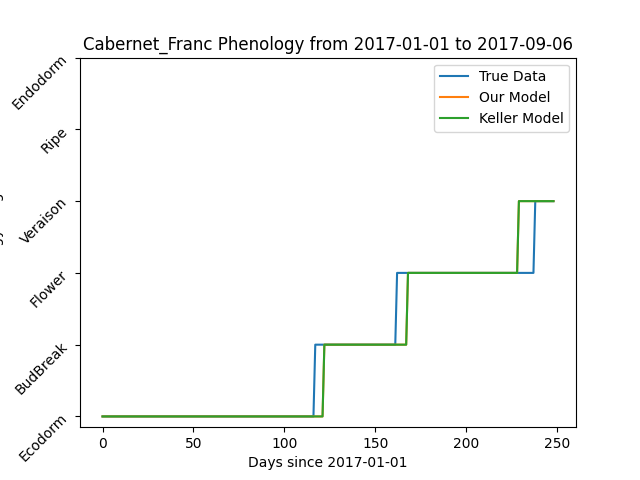 Cabernet_Franc Phenology from 2017-01-01 to 2017-09-06
True Data
Our Model
Keller Model
Endodorm
Ripe
Veraison
Flower
BudBreak
Ecodorm
0 50 100 150 200 250
Days since 2017-01-01